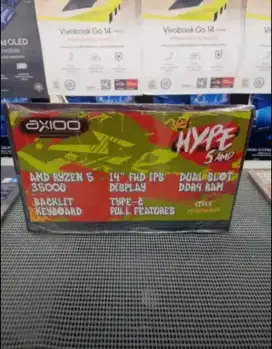 Vivobook Go 14
Vivobook Go 14
OLED
axioo
HYPE
5 AMD
AMD RYZEN 5
3500U
14" FHD IPS
DISPLAY
DUAL SLOT
DDR4 RAM
BACKLIT
KEYBOARD
TYPE-C
FULL FEATURES